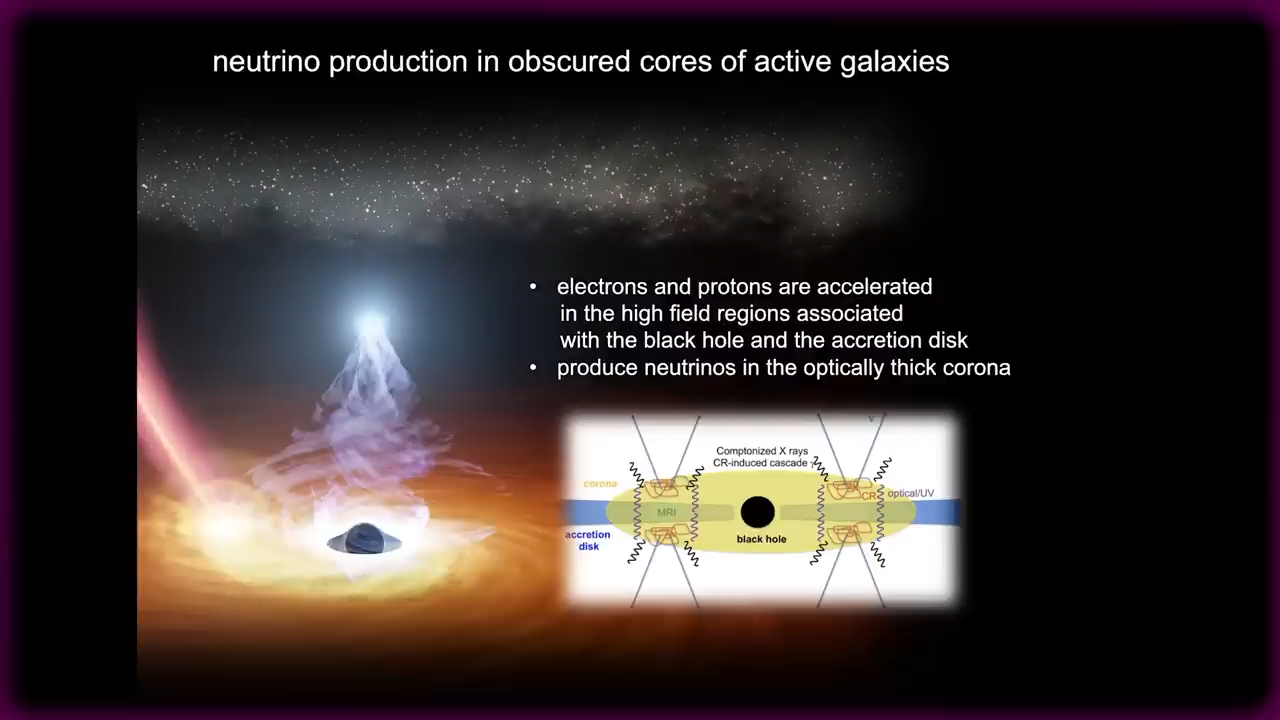 neutrino production in obscured cores of active galaxies
• electrons and protons are accelerated
in the high field regions associated
with the black hole and the accretion disk
• produce neutrinos in the optically thick corona
Comptonized X rays
CR-induced cascade
corona
CR
optical/UV
MRI
accretion
disk
black hole